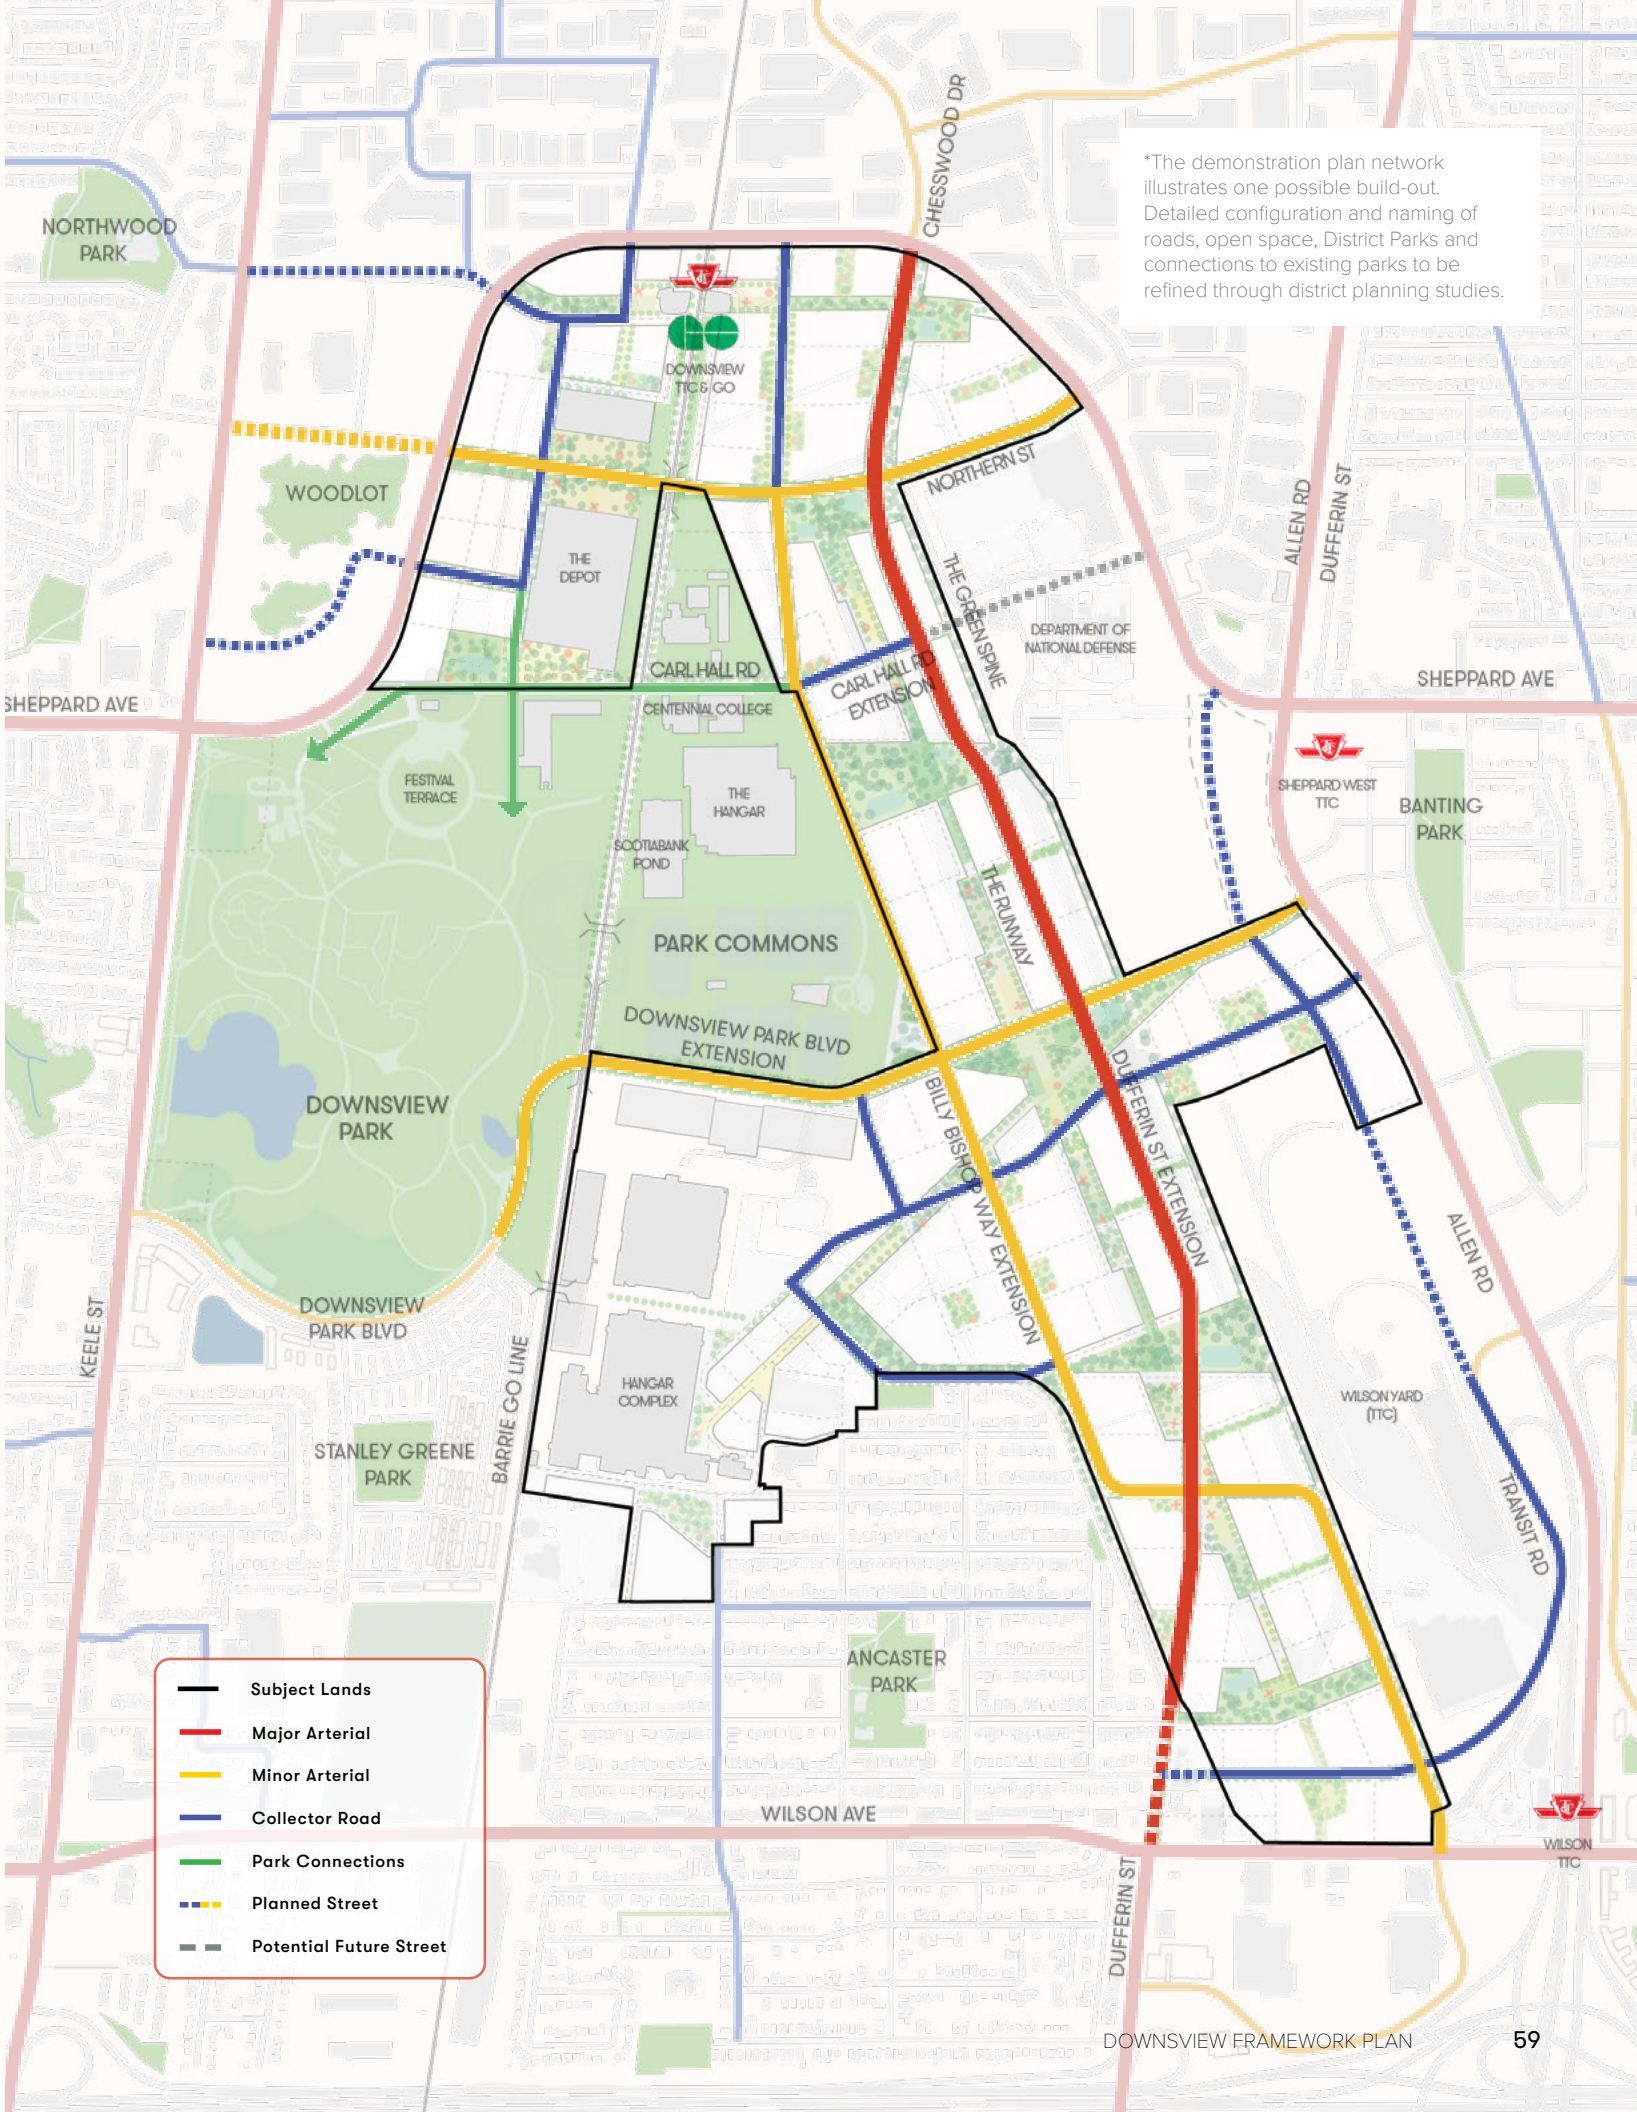 CHESSWOOD DR
*The demonstration plan network
illustrates one possible build-out.
Detailed configuration and naming of
roads, open space, District Parks and
connections to existing parks to be
refined through district planning studies.
NORTHWOOD
PARK
DOWNSVIEW
TTC & GO
NORTHERN ST
WOODLOT
ALLEN RD
DUFFERIN ST
THE
DEPOT
THE GREEN SPINE
DEPARTMENT OF
NATIONAL DEFENSE
CARL HALL RD
CARL HALL RD
EXTENSION
SHEPPARD AVE
SHEPPARD AVE
CENTENNIAL COLLEGE
FESTIVAL
TERRACE
THE
HANGAR
SHEPPARD WEST
TTC
BANTING
PARK
SCOTIABANK
POND
THE RUNWAY
PARK COMMONS
DOWNSVIEW PARK BLVD
EXTENSION
DOWNSVIEW
PARK
BILLY BISHOP WAY EXTENSION
DUFFERIN ST EXTENSION
ALLEN RD
DOWNSVIEW
PARK BLVD
KEELE ST
BARRIE GO LINE
HANGAR
COMPLEX
WILSON YARD
(TTC)
STANLEY GREENE
PARK
TRANSIT RD
ANCASTER
PARK
Subject Lands
Major Arterial
Minor Arterial
Collector Road
Park Connections
Planned Street
Potential Future Street
WILSON AVE
WILSON
TTC
DUFFERIN ST
DOWNSVIEW FRAMEWORK PLAN
59